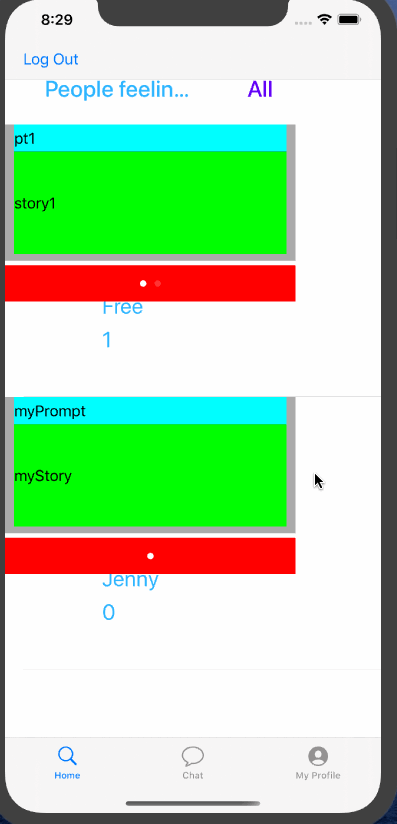 8:29
Log Out
People feelin... All
pt1
story1
Free
1
myPrompt
myStory
Jenny
0
Home Chat My Profile